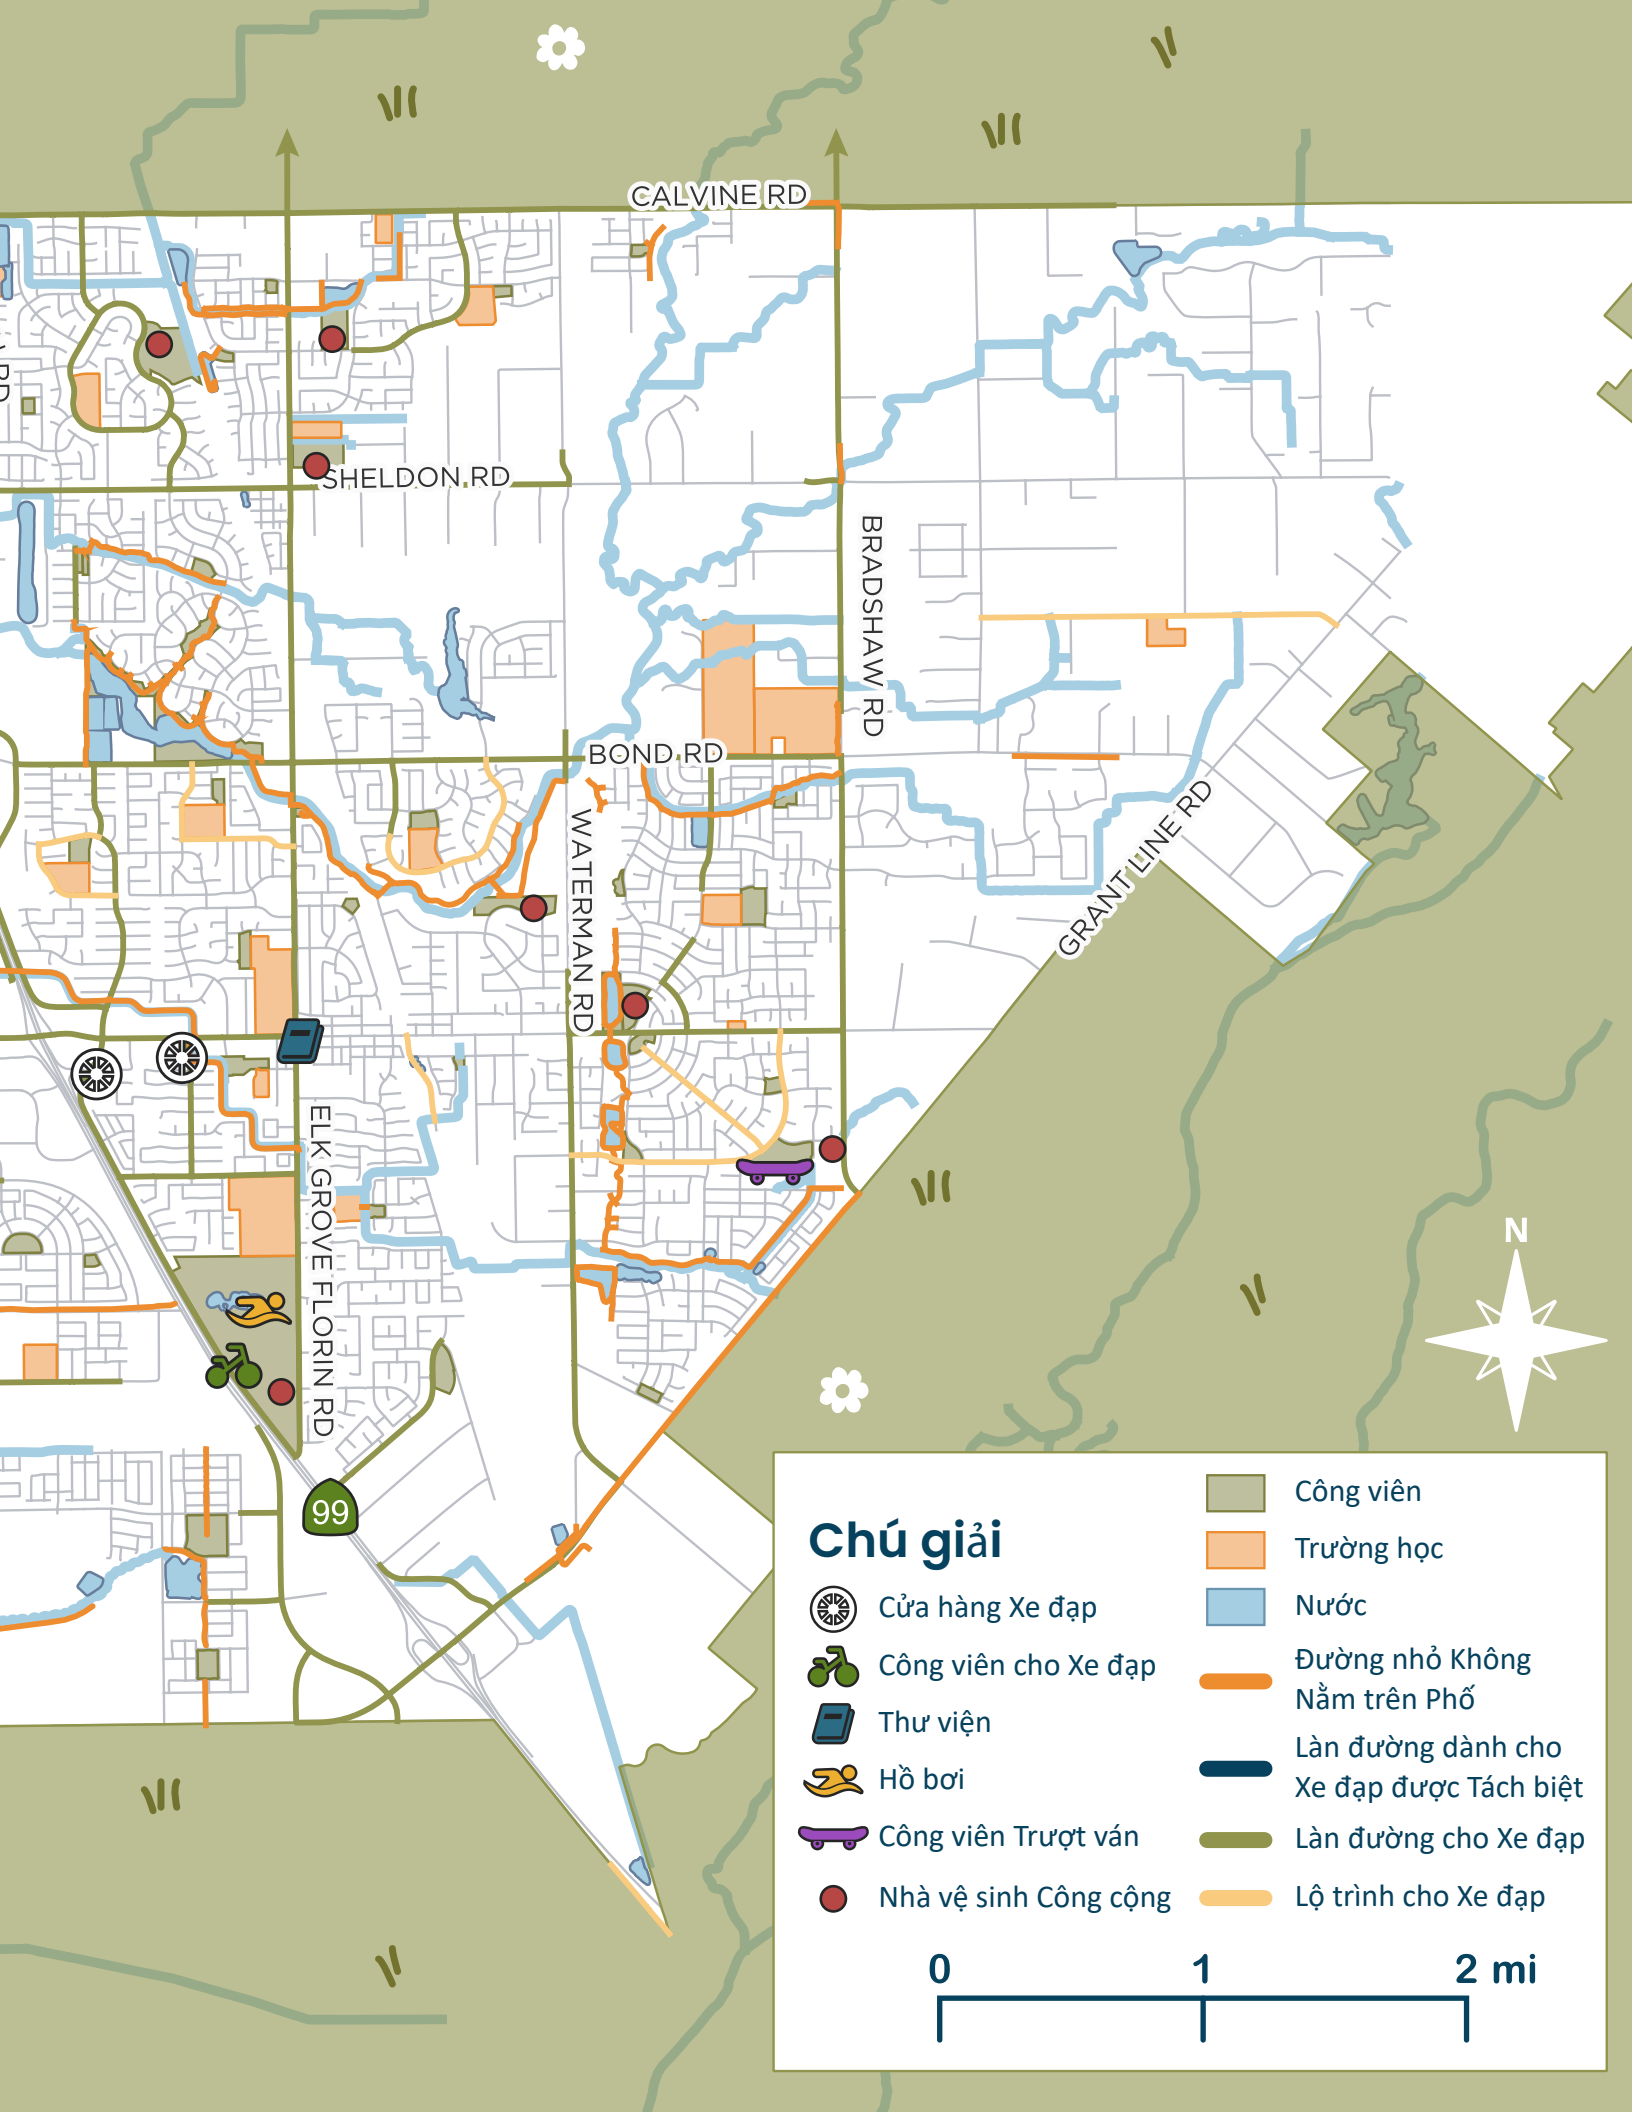 CALVINE RD
RD
SHELDON RD
BRADSHAW RD
BOND RD
WATERMAN RD
GRANT LINE RD
ELK GROVE FLORIN RD
N
99
Chú giải
Cửa hàng Xe đạp
Công viên cho Xe đạp
Thư viện
Hồ bơi
Công viên Trượt ván
Nhà vệ sinh Công cộng
Công viên
Trường học
Nước
Đường nhỏ Không
Nằm trên Phố
Làn đường dành cho
Xe đạp được Tách biệt
Làn đường cho Xe đạp
Lộ trình cho Xe đạp
0 1 2 mi